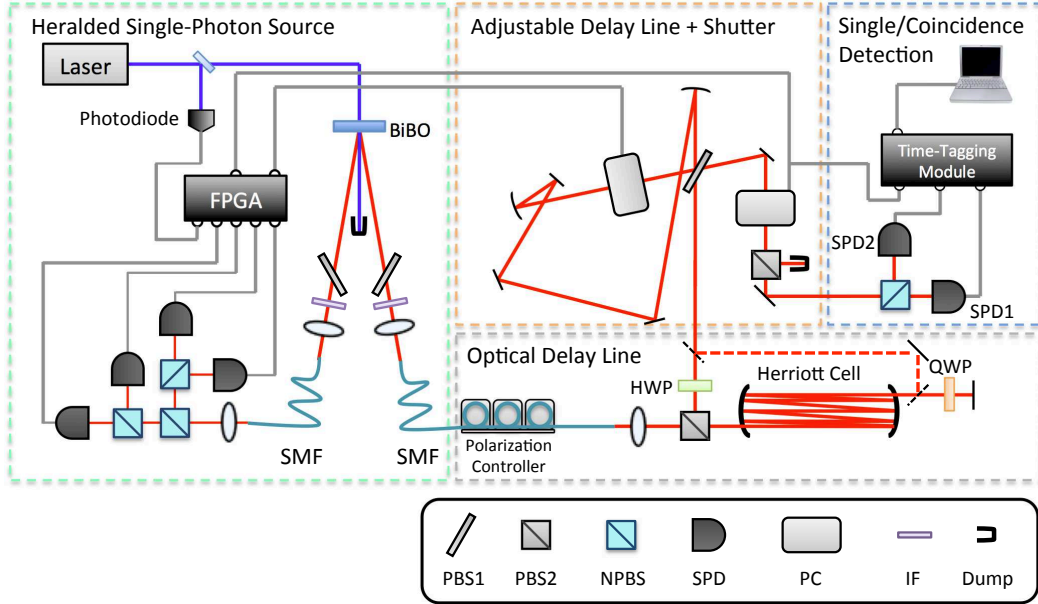 Heralded Single-Photon Source
Laser
Photodiode
BiBO
FPGA
SMF
SMF
Adjustable Delay Line + Shutter
Single/Coincidence
Detection
Time-Tagging
Module
SPD2
SPD1
Optical Delay Line
HWP
Herriott Cell
QWP
Polarization
Controller
PBS1
PBS2
NPBS
SPD
PC
IF
Dump